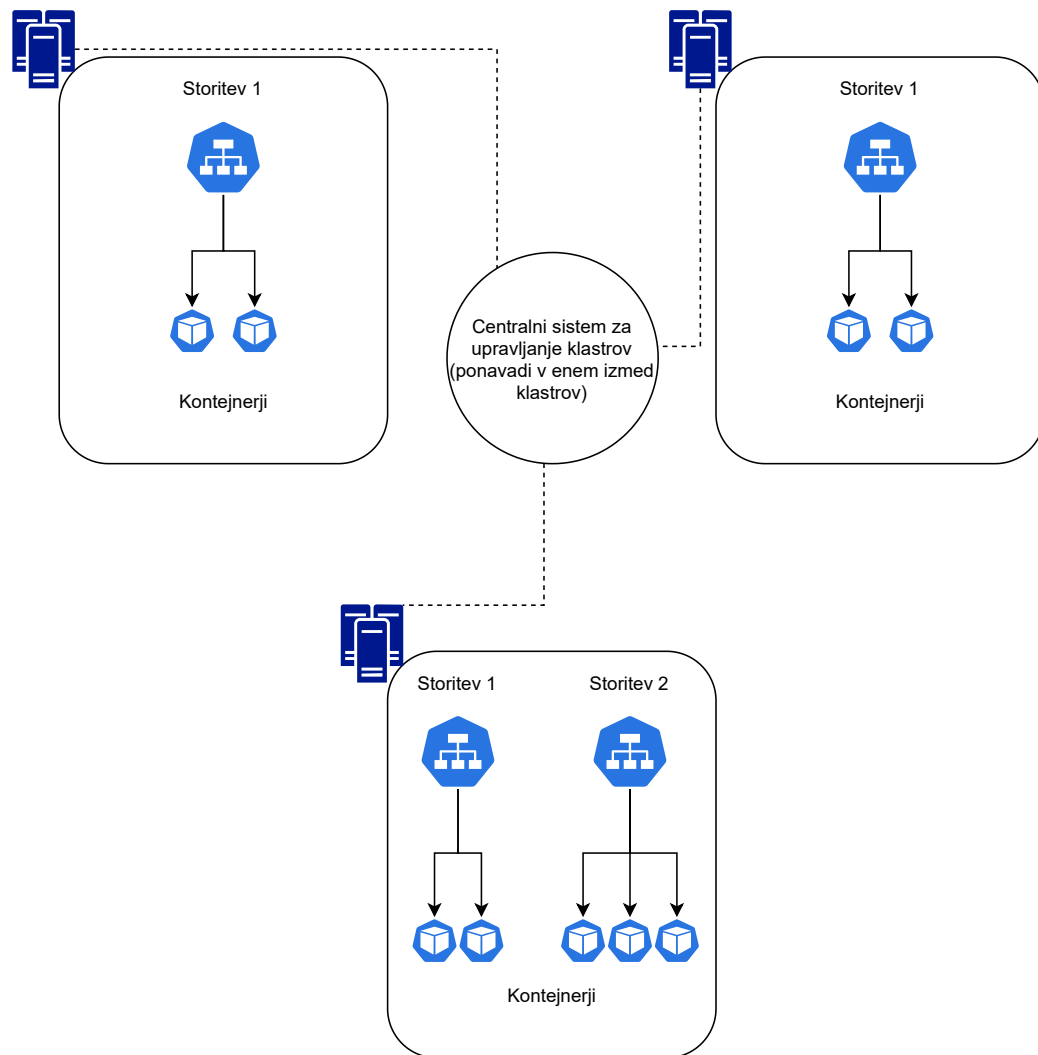 Storitev 1
Kontejnerji
Storitev 1
Kontejnerji
Centralni sistem za
upravljanje klastrov
(ponavadi v enem izmed
klastrov)
Storitev 1
Storitev 2
Kontejnerji